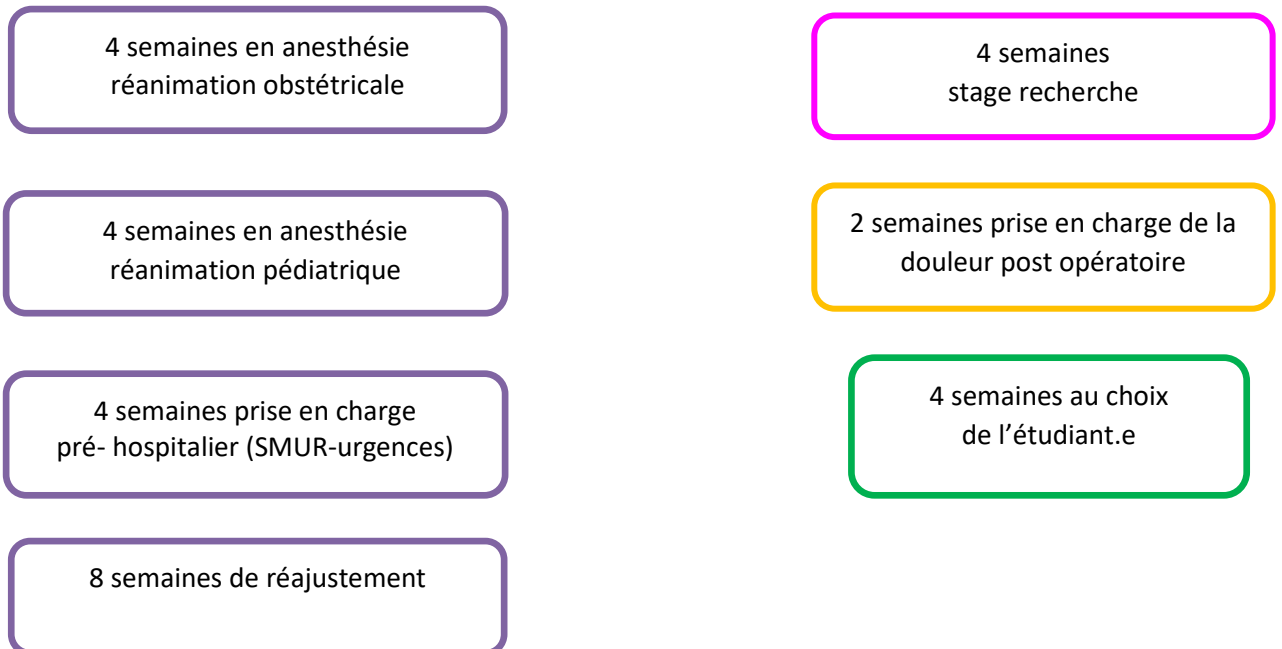 4 semaines en anesthésie
réanimation obstétricale
4 semaines en anesthésie
réanimation pédiatrique
4 semaines prise en charge
pré- hospitalier (SMUR-urgences)
8 semaines de réajustement
4 semaines
stage recherche
2 semaines prise en charge de la
douleur post opératoire
4 semaines au choix
de l’étudiant.e